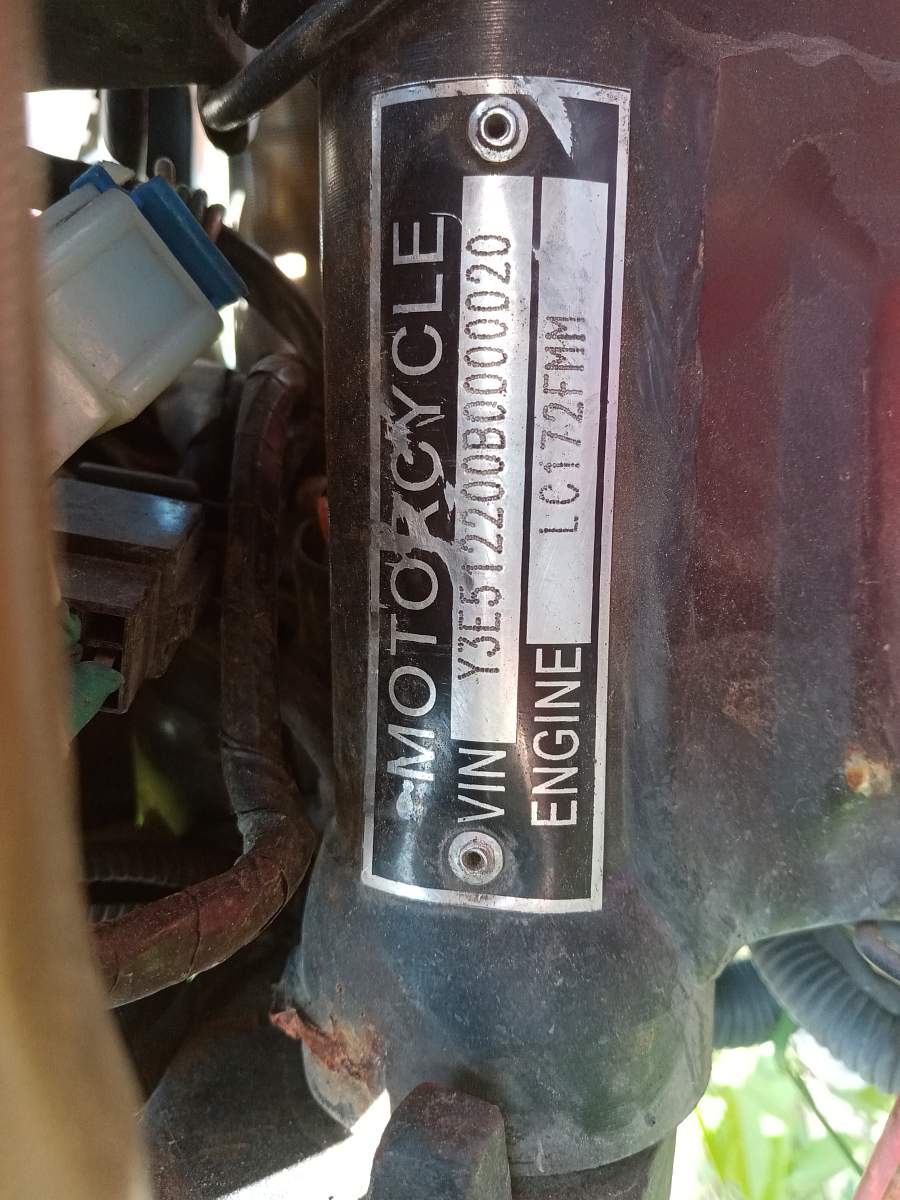 MOTORCYCLE
VIN Y3E512200B0000020
ENGINE LC172FMM